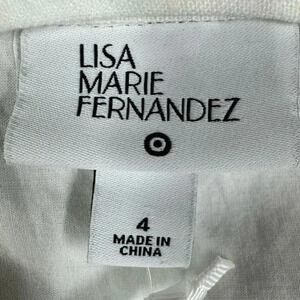 LISA
MARIE
FERNANDEZ
4
MADE IN
CHINA